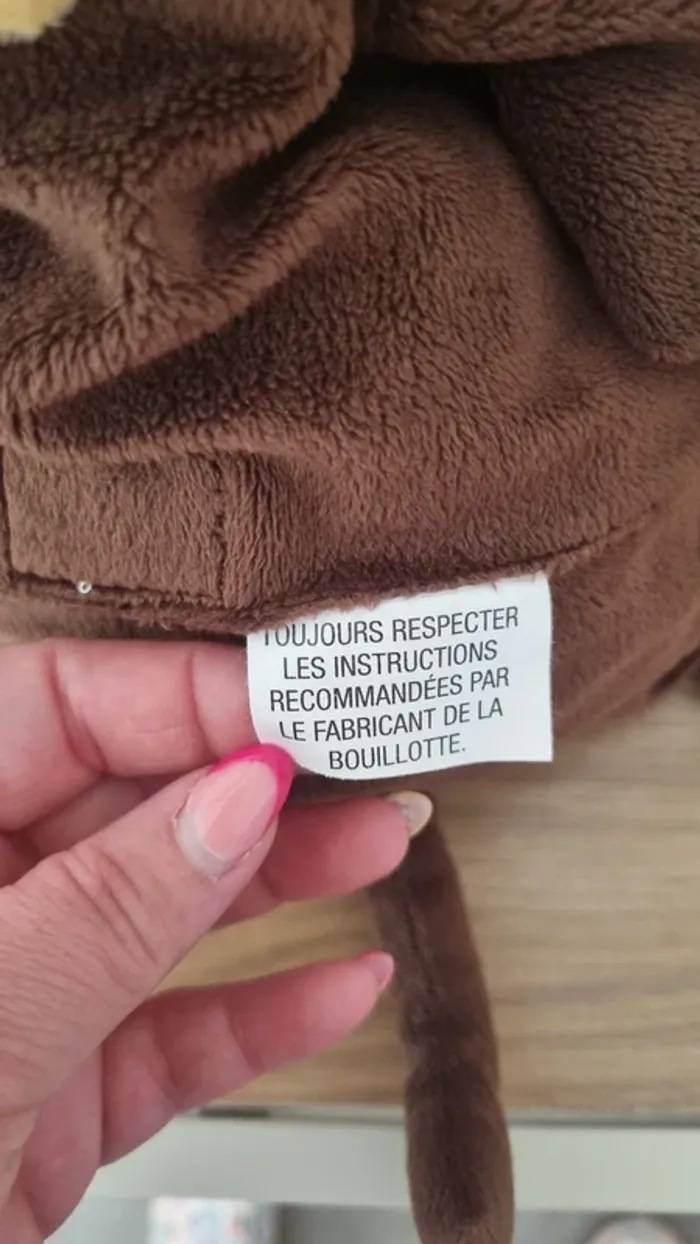 TOUJOURS RESPECTER
LES INSTRUCTIONS
RECOMMANDÉES PAR
LE FABRICANT DE LA
BOUILLOTTE.